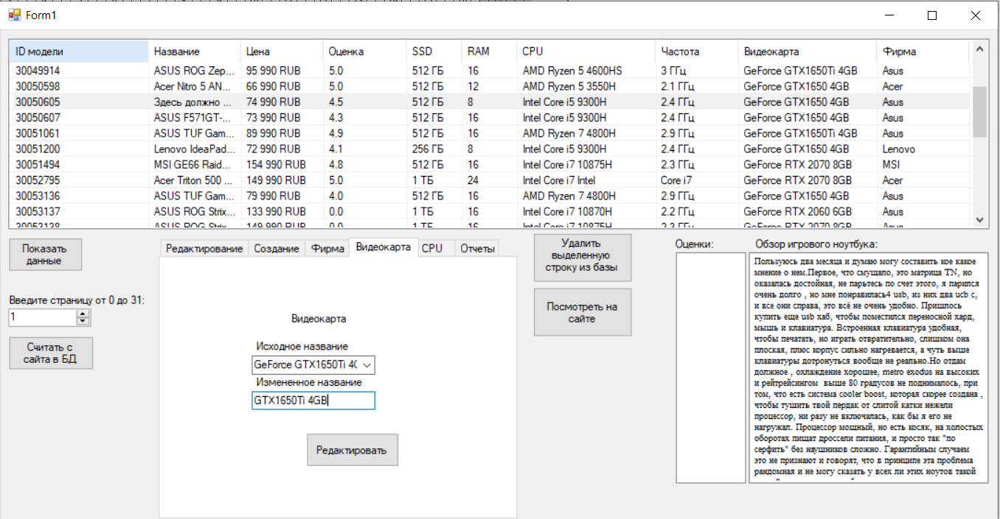 Form1
ID модели Название Цена Оценка SSD RAM CPU Частота Видеокарта Фирма
30049914 ASUS ROG Zep... 95 990 RUB 5.0 512 ГБ 16 AMD Ryzen 5 4600HS 3 ГГц GeForce GTX1650Ti 4GB Asus
30050598 Acer Nitro 5 AN... 66 990 RUB 5.0 512 ГБ 12 AMD Ryzen 5 3550H 2.1 ГГц GeForce GTX1650 4GB Acer
30050605 Здесь должно ... 74 990 RUB 4.5 512 ГБ 8 Intel Core i5 9300H 2.4 ГГц GeForce GTX1650 4GB Asus
30050607 ASUS F571GT-... 73 990 RUB 4.3 512 ГБ 16 Intel Core i5 9300H 2.4 ГГц GeForce GTX1650 4GB Asus
30051061 ASUS TUF Gam... 89 990 RUB 4.9 512 ГБ 16 AMD Ryzen 7 4800H 2.9 ГГц GeForce GTX1650Ti 4GB Asus
30051200 Lenovo IdeaPad... 72 990 RUB 4.1 256 ГБ 8 Intel Core i5 9300H 2.4 ГГц GeForce GTX1650 4GB Lenovo
30051494 MSI GE66 Raid... 154 990 RUB 4.8 512 ГБ 16 Intel Core i7 10875H 2.3 ГГц GeForce RTX 2070 8GB MSI
30052795 Acer Triton 500 ... 149 990 RUB 5.0 1 ТБ 24 Intel Core i7 Intel Core i7 GeForce RTX 2070 8GB Acer
30053136 ASUS TUF Gam... 79 990 RUB 4.0 512 ГБ 16 AMD Ryzen 7 4800H 2.9 ГГц GeForce GTX1650 4GB Asus
30053137 ASUS ROG Strix... 133 990 RUB 0.0 1 ТБ 16 Intel Core i7 10870H 2.2 ГГц GeForce RTX 2060 6GB Asus
30053138 ASUS ROG Strix... 149 990 RUB 0.0 1 ТБ 16 Intel Core i7 10875H 2.3 ГГц GeForce RTX 2070 8GB Asus
Показать
данные
Введите страницу от 0 до 31:
1
Считать с
сайта в БД
Редактирование Создание Фирма Видеокарта CPU Отчеты
Видеокарта
Исходное название
GeForce GTX1650Ti 4G
Измененное название
GTX1650Ti 4GB
Редактировать
Удалить
выделенную
строку из базы
Посмотреть на
сайте
Оценки:
Обзор игрового ноутбука:
Пользуюсь два месяца и думаю могу составить кое какое
мнение о нем.Первое, что смущало, это матрица TN, но
оказалась достойная, не парьтесь по счет этого, я парился
очень долго , но мне понравилась4 usb, из них два ucb c,
и все они справа, это всё не очень удобно. Пришлось
купить еще usb хаб, чтобы поместился переносной хард,
мышь и клавиатура. Встроенная клавиатура удобная,
чтобы печатать, но играть отвратительно, слишком она
плоская, плюс корпус сильно нагревается, а чуть выше
клавиатуры дотронуться вообще не реально.Но отдам
должное , охлаждение хорошее, metro exodus на высоких
и рейтрейсингом выше 80 градусов не поднималось, при
том, что есть система cooler boost, которая скорее создана ,
чтобы тушить твой пердак от слитой катки нежели
процессор, ни разу не включалась, как бы я его не
нагружал. Процессор мощный, но есть косяк, на холостых
оборотах пищат дроссели питания, и просто так "по
серфить" без наушников сложно. Гарантийным случаем
это не признают и говорят, что в принципе эта проблема
рандомная и не могу сказать у всех ли этих ноутов такой